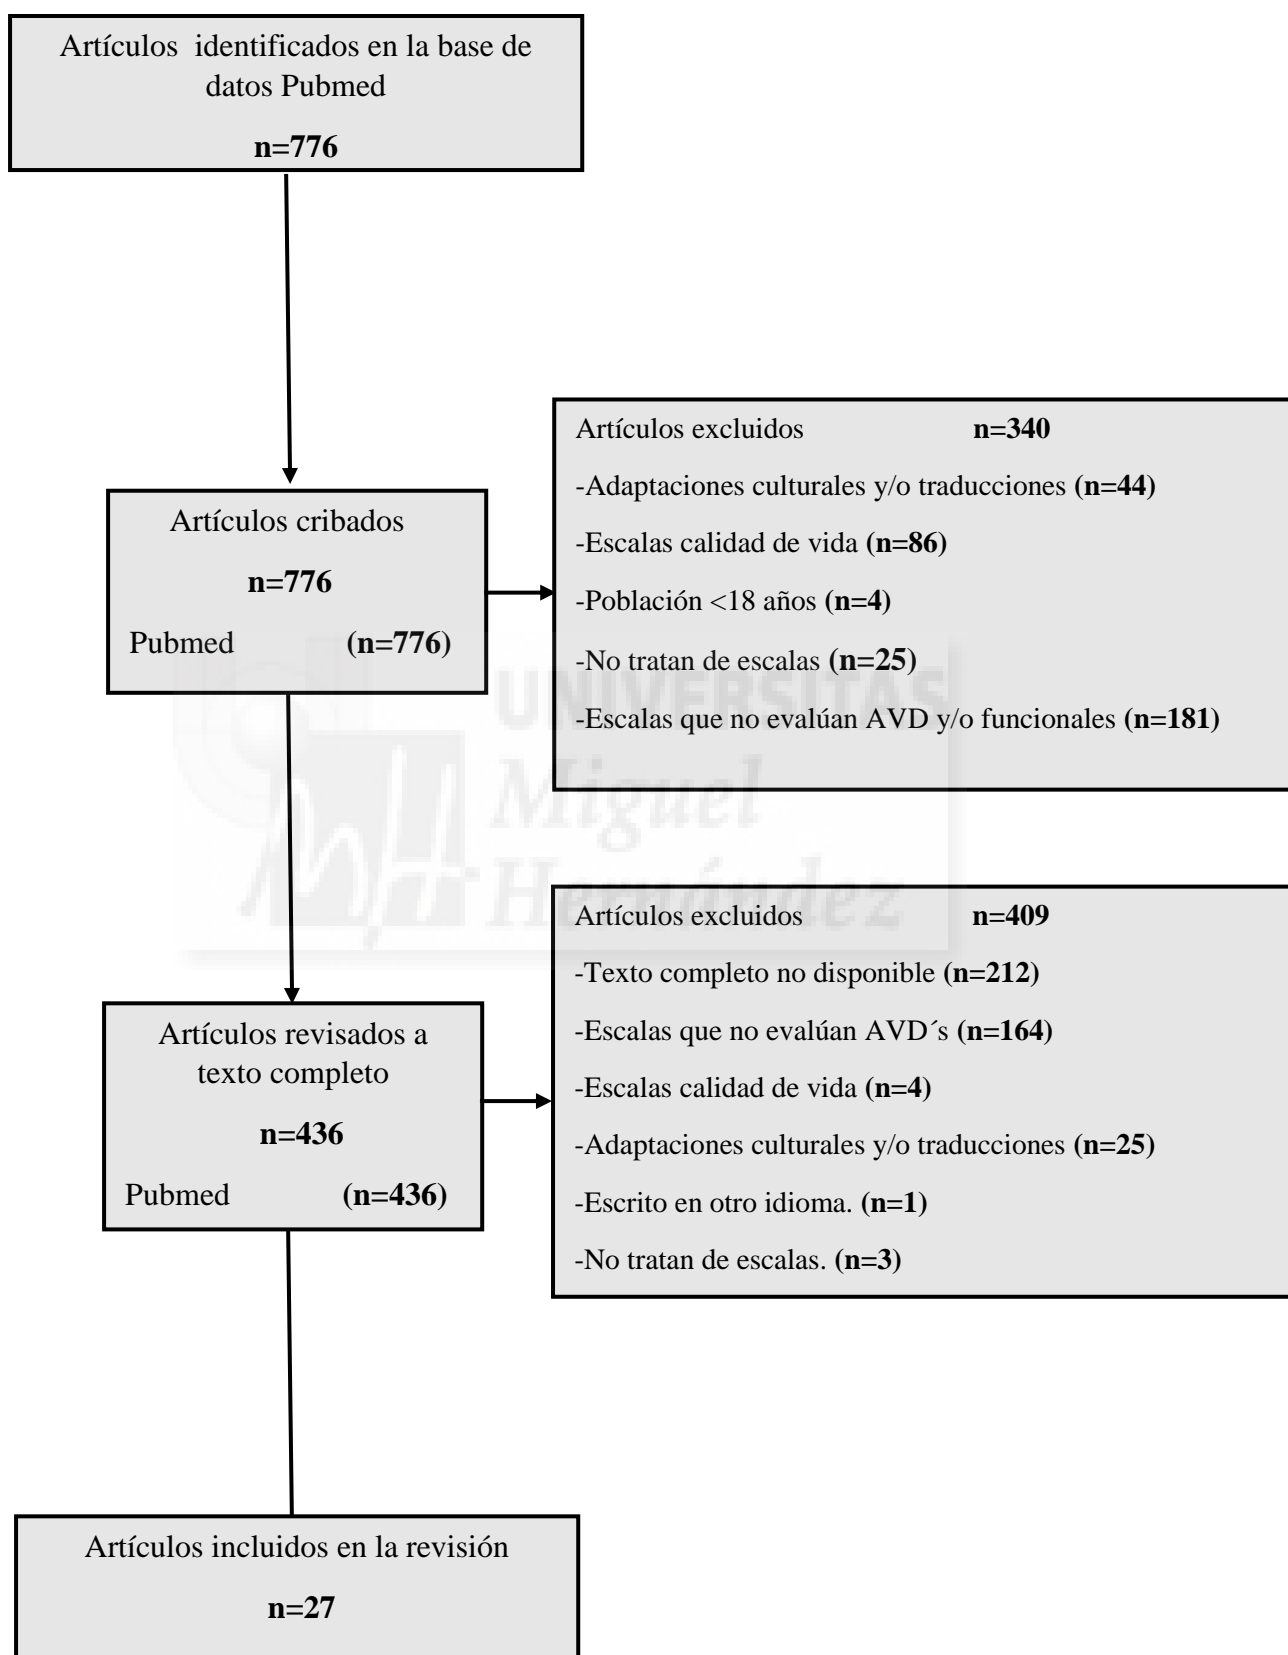 Artículos identificados en la base de
datos Pubmed
n=776
Artículos excluidos n=340
-Adaptaciones culturales y/o traducciones (n=44)
-Escalas calidad de vida (n=86)
-Población <18 años (n=4)
-No tratan de escalas (n=25)
-Escalas que no evalúan AVD y/o funcionales (n=181)
Artículos cribados
n=776
Pubmed (n=776)
UNIVERSITAS
Miguel
Hernández
Artículos excluidos n=409
-Texto completo no disponible (n=212)
-Escalas que no evalúan AVD´s (n=164)
-Escalas calidad de vida (n=4)
-Adaptaciones culturales y/o traducciones (n=25)
-Escrito en otro idioma. (n=1)
-No tratan de escalas. (n=3)
Artículos revisados a
texto completo
n=436
Pubmed (n=436)
Artículos incluidos en la revisión
n=27